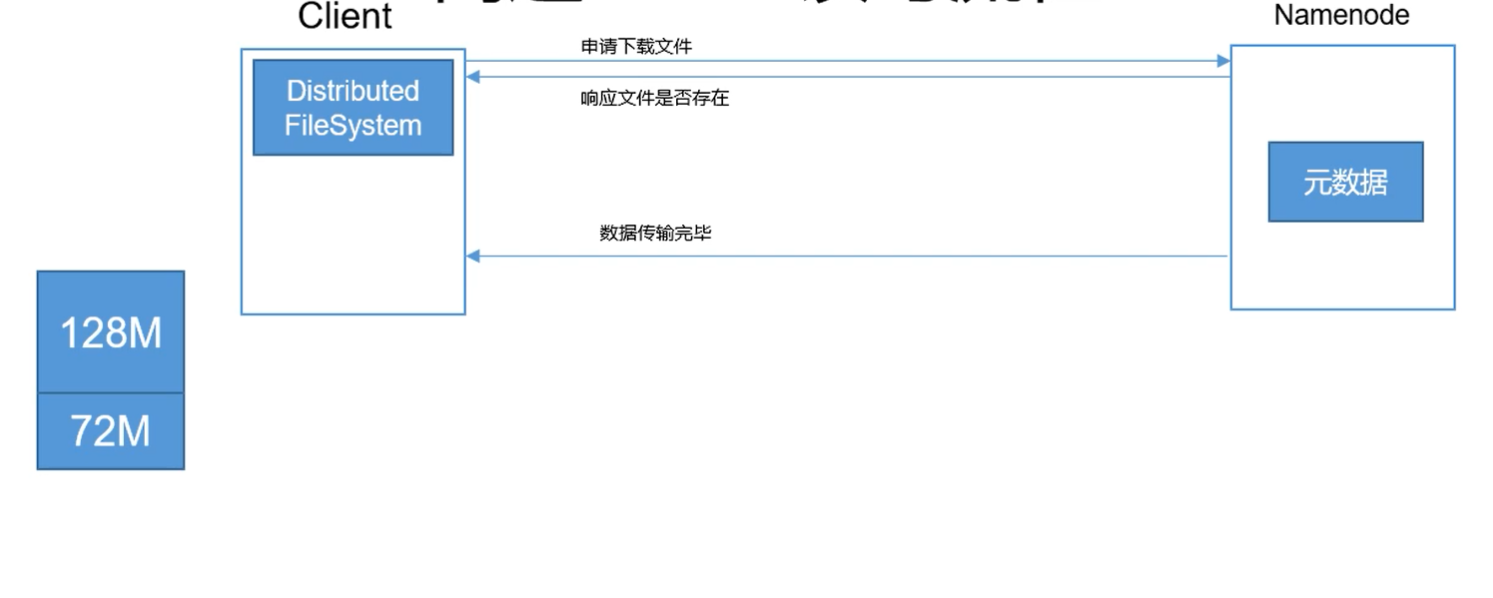 Client
Namenode
申请下载文件
Distributed
FileSystem
响应文件是否存在
元数据
数据传输完毕
128M
72M